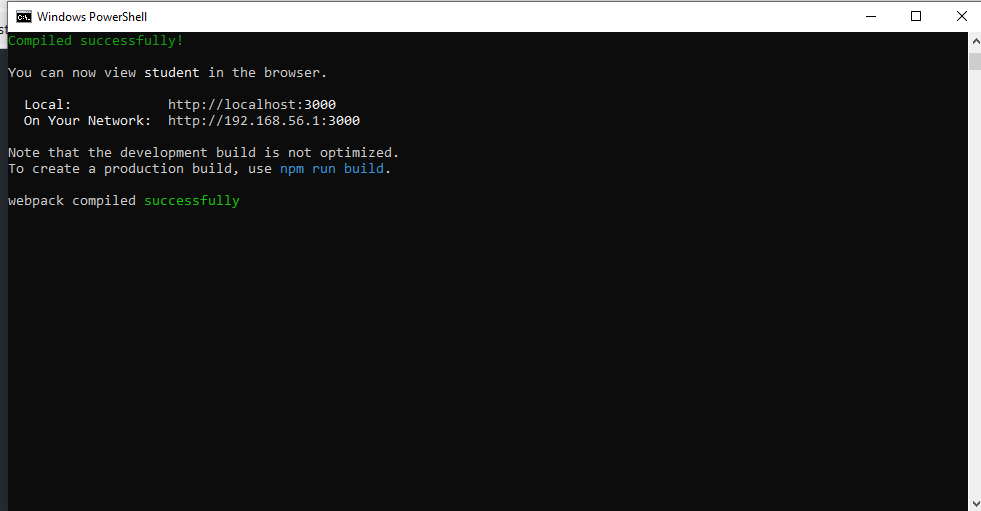 Windows PowerShell
Compiled successfully!
You can now view student in the browser.
Local: http://localhost:3000
On Your Network: http://192.168.56.1:3000
Note that the development build is not optimized.
To create a production build, use npm run build.
webpack compiled successfully